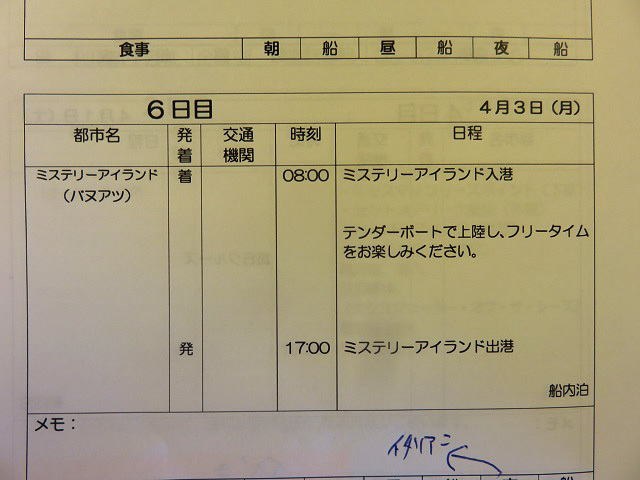 食事 朝 船 昼 船 夜 船
6日目 4月3日(月)
都市名 発着 交通機関 時刻 日程
ミステリーアイランド 着 08:00 ミステリーアイランド入港
(バヌアツ)
テンダーボートで上陸し、フリータイム
をお楽しみください。
発 17:00 ミステリーアイランド出港
船内泊
メモ:
イタリアン